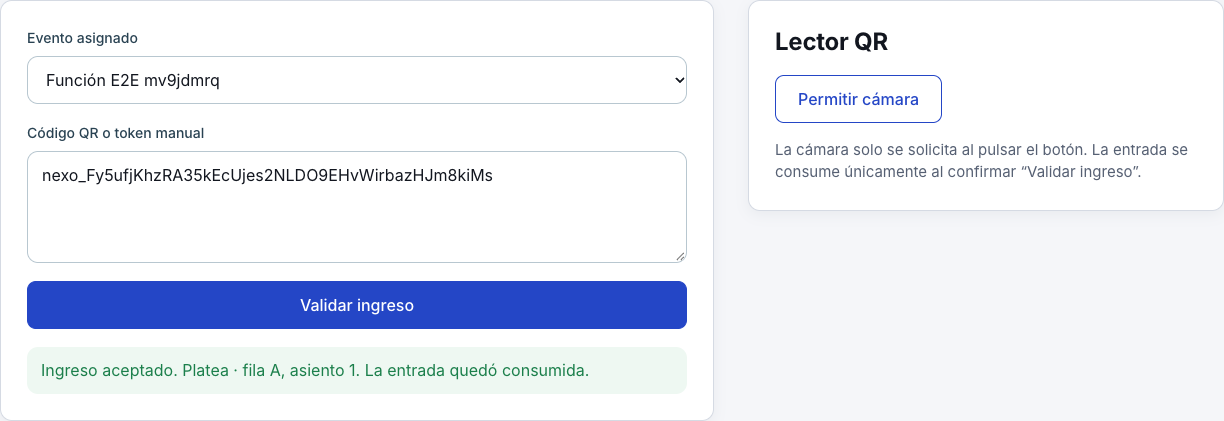 Evento asignado
Función E2E mv9jdmrq
Código QR o token manual
nexo_Fy5ufjKhzRA35kEcUjes2NLDO9EHvWirbazHJm8kiMs
Validar ingreso
Ingreso aceptado. Platea · fila A, asiento 1. La entrada quedó consumida.
Lector QR
Permitir cámara
La cámara solo se solicita al pulsar el botón. La entrada se
consume únicamente al confirmar “Validar ingreso”.